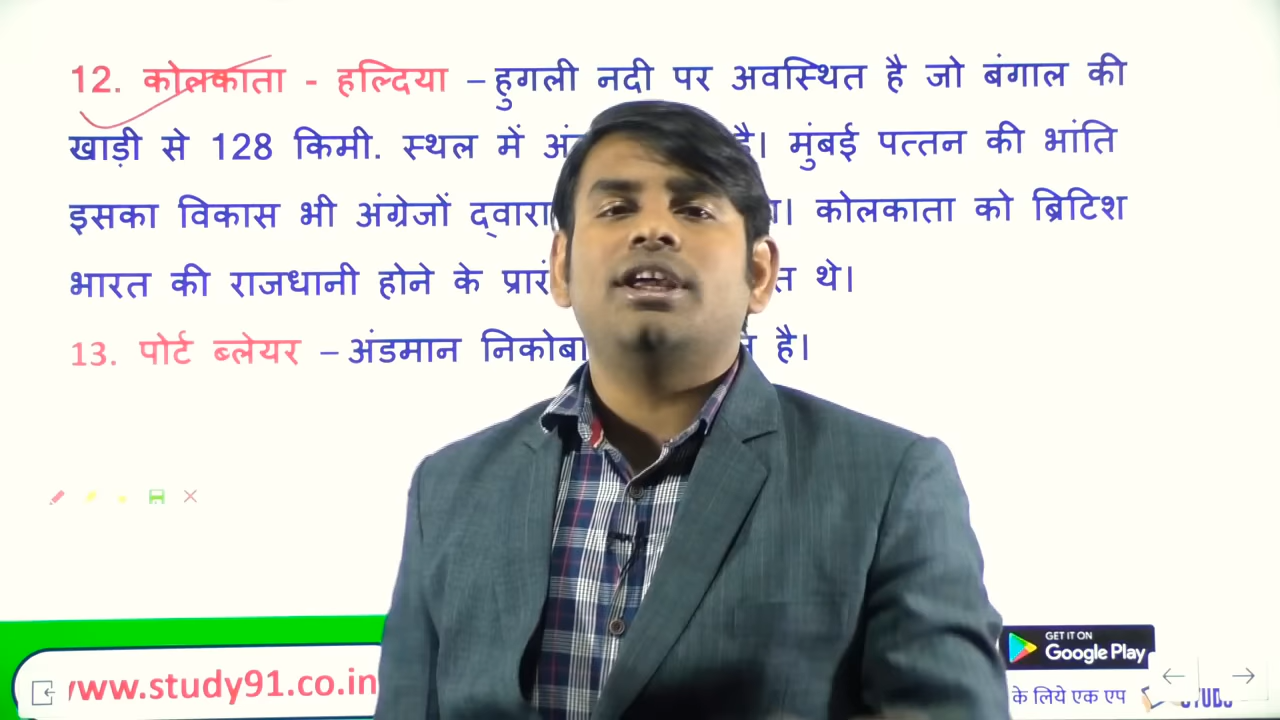 12. कोलकाता - हल्दिया – हुगली नदी पर अवस्थित है जो बंगाल की
खाड़ी से 128 किमी. स्थल में है। मुंबई पत्तन की भांति
इसका विकास भी अंग्रेजों द्वारा कोलकाता को ब्रिटिश
भारत की राजधानी होने के थे।
13. पोर्ट ब्लेयर – अंडमान है।
www.study91.co.in
GET IT ON
Google Play
के लिये एक एप